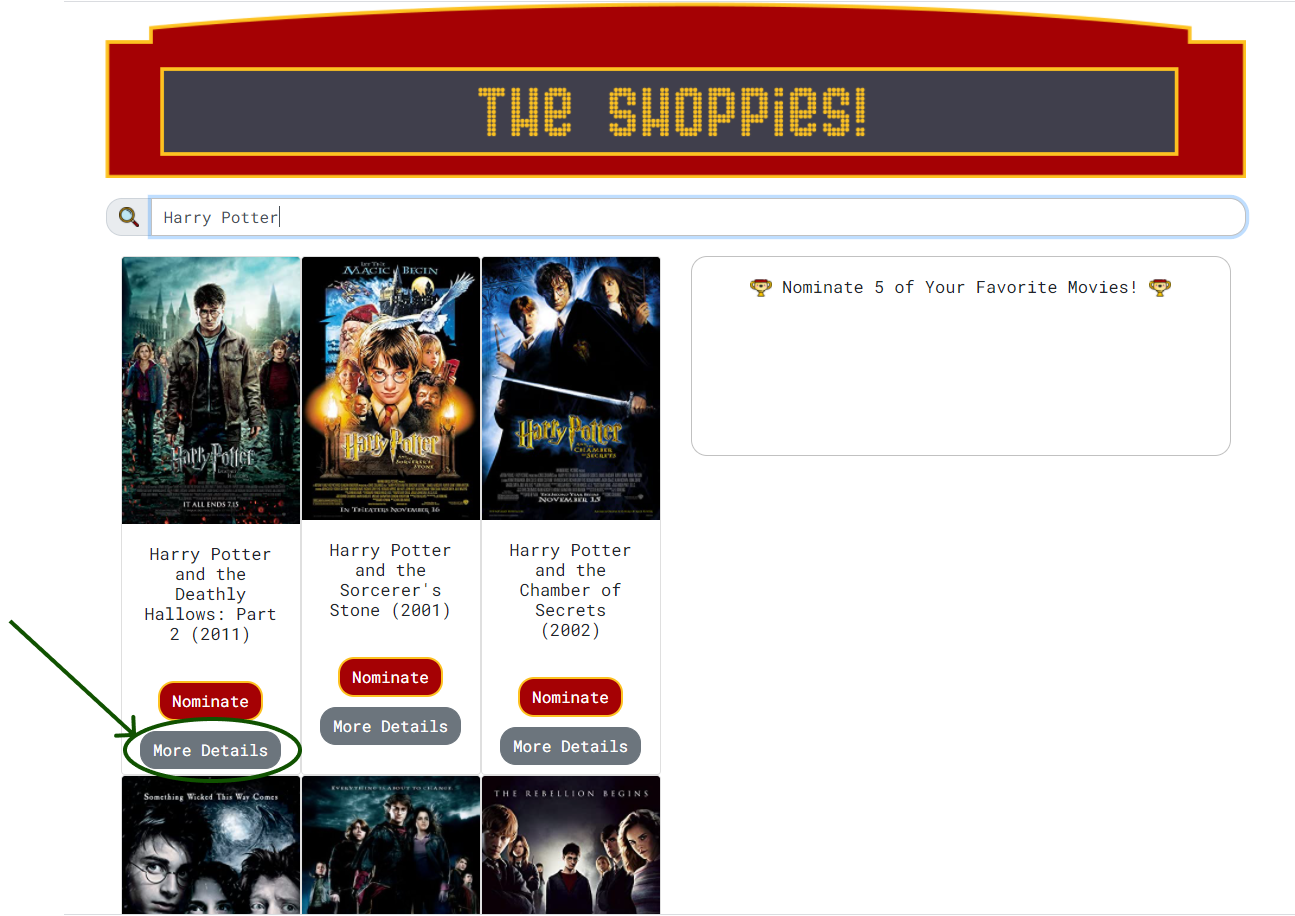 THE SHOPPIES!
Harry Potter
Nominate 5 of Your Favorite Movies!
LET THE
MAGIC BEGIN
Harry Potter
IT ALL ENDS 7.15
Harry Potter
AND THE
SORCERER'S STONE
IN THEATERS NOVEMBER 16
Harry Potter
AND THE
CHAMBER
OF SECRETS
NOVEMBER 15
Harry Potter
and the
Deathly
Hallows: Part
2 (2011)
Nominate
More Details
Harry Potter
and the
Sorcerer's
Stone (2001)
Nominate
More Details
Harry Potter
and the
Chamber of
Secrets
(2002)
Nominate
More Details
Something Wicked This Way Comes
EVERYTHING IS ABOUT TO CHANGE
THE REBELLION BEGINS